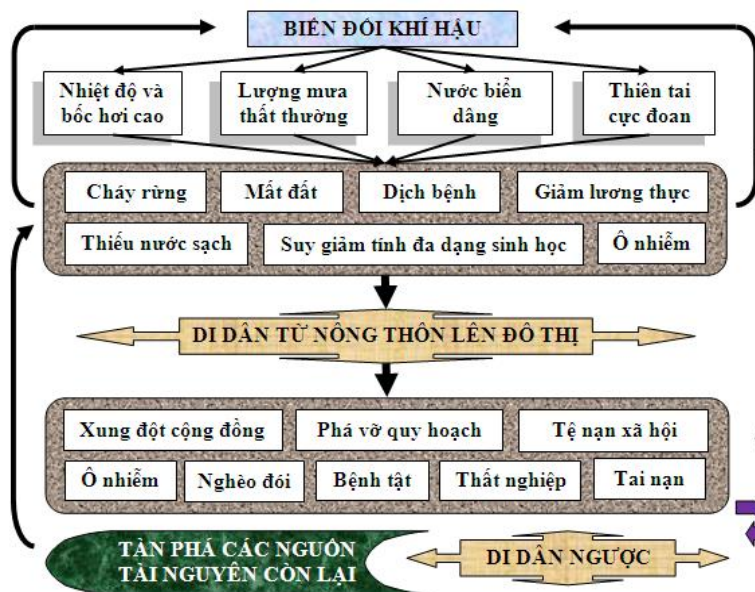 BIẾN ĐỔI KHÍ HẬU
Nhiệt độ và
bốc hơi cao
Lượng mưa
thất thường
Nước biển
dâng
Thiên tai
cực đoan
Cháy rừng
Mất đất
Dịch bệnh
Giảm lương thực
Thiếu nước sạch
Suy giảm tính đa dạng sinh học
Ô nhiễm
DI DÂN TỪ NÔNG THÔN LÊN ĐÔ THỊ
Xung đột cộng đồng
Phá vỡ quy hoạch
Tệ nạn xã hội
Ô nhiễm
Nghèo đói
Bệnh tật
Thất nghiệp
Tai nạn
TÀN PHÁ CÁC NGUỒN
TÀI NGUYÊN CÒN LẠI
DI DÂN NGƯỢC